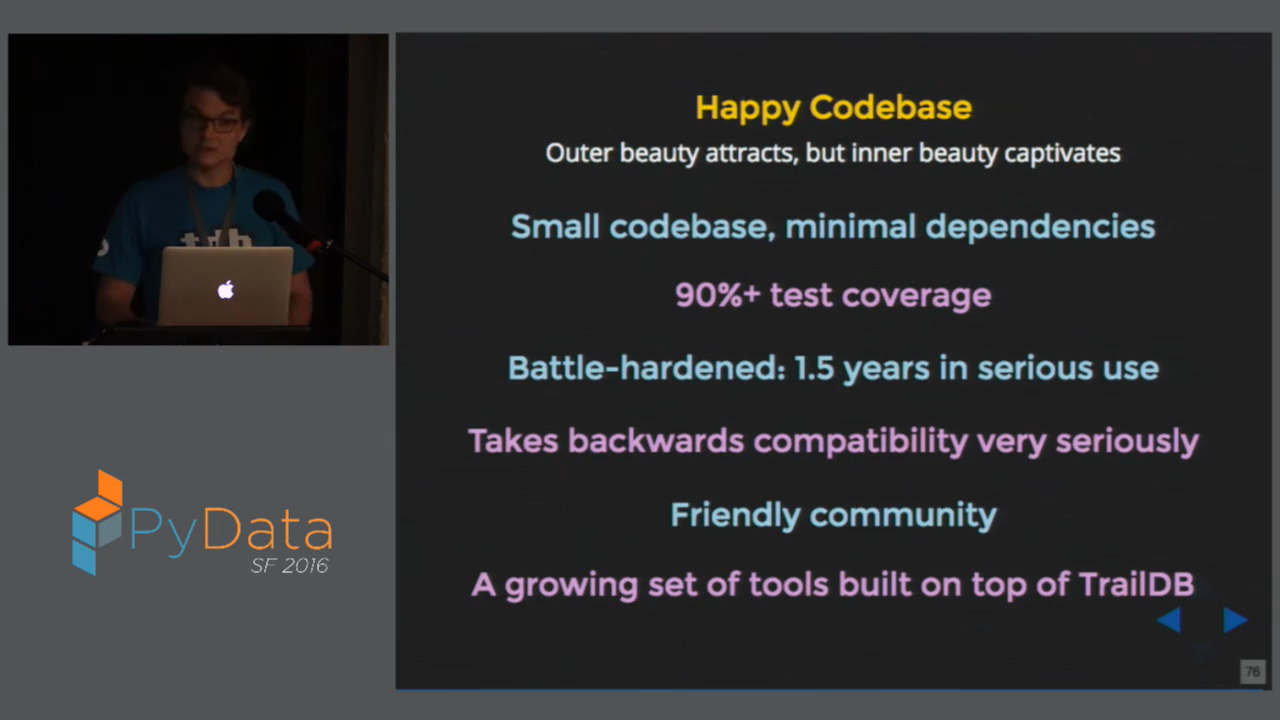 Happy Codebase
Outer beauty attracts, but inner beauty captivates
Small codebase, minimal dependencies
90%+ test coverage
Battle-hardened: 1.5 years in serious use
Takes backwards compatibility very seriously
Friendly community
A growing set of tools built on top of TrailDB
76
PyData
SF 2016